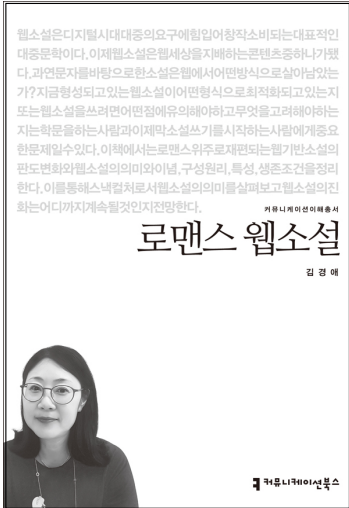 웹소설은디지털시대대중의요구에힘입어창작소비되는대표적인
대중문학이다.이제웹소설은웹세상을지배하는콘텐츠중하나가됐
다.과연문자를바탕으로한소설은웹에서어떤방식으로살아남았는
가?지금형성되고있는웹소설이어떤형식으로최적화되고있는지
또는웹소설을쓰려면어떤점에유의해야하고무엇을고려해야하는
지는학문을하는사람과이제막소설쓰기를시작하는사람에게중요
한문제일수있다.이책에서는로맨스위주로재편되는웹기반소설의
판도변화와웹소설의의미와이념,구성원리,특성,생존조건을정리
한다.이를통해스낵컬처로서웹소설의의미를살펴보고웹소설의진
화는어디까지계속될것인지전망한다.
커뮤니케이션이해총서
로맨스 웹소설
김경애
커뮤니케이션북스